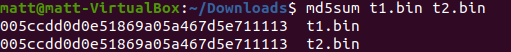 matt@matt-VirtualBox:~/Downloads$ md5sum t1.bin t2.bin
005ccdd0d0e51869a05a467d5e711113  t1.bin
005ccdd0d0e51869a05a467d5e711113  t2.bin